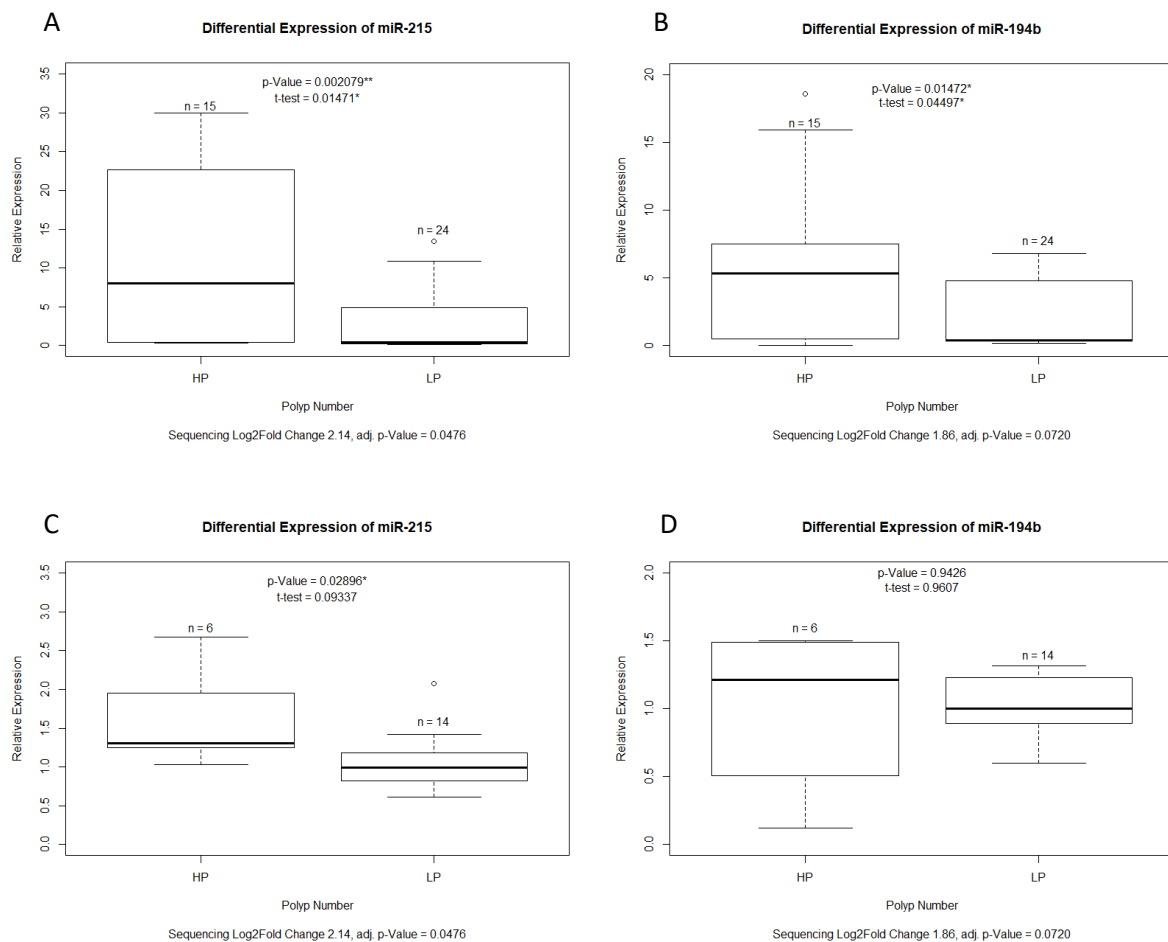 A
Differential Expression of miR-215
p-Value = 0.002079**
t-test = 0.01471*
n = 15
n = 24
Relative Expression
0
5
10
15
20
25
30
35
HP
LP
Polyp Number
Sequencing Log2Fold Change 2.14, adj. p-Value = 0.0476
B
Differential Expression of miR-194b
p-Value = 0.01472*
t-test = 0.04497*
n = 15
n = 24
Relative Expression
0
5
10
15
20
HP
LP
Polyp Number
Sequencing Log2Fold Change 1.86, adj. p-Value = 0.0720
C
Differential Expression of miR-215
p-Value = 0.02896*
t-test = 0.09337
n = 6
n = 14
Relative Expression
0.0
0.5
1.0
1.5
2.0
2.5
3.0
3.5
HP
LP
Polyp Number
Sequencing Log2Fold Change 2.14, adj. p-Value = 0.0476
D
Differential Expression of miR-194b
p-Value = 0.9426
t-test = 0.9607
n = 6
n = 14
Relative Expression
0.0
0.5
1.0
1.5
2.0
HP
LP
Polyp Number
Sequencing Log2Fold Change 1.86, adj. p-Value = 0.0720